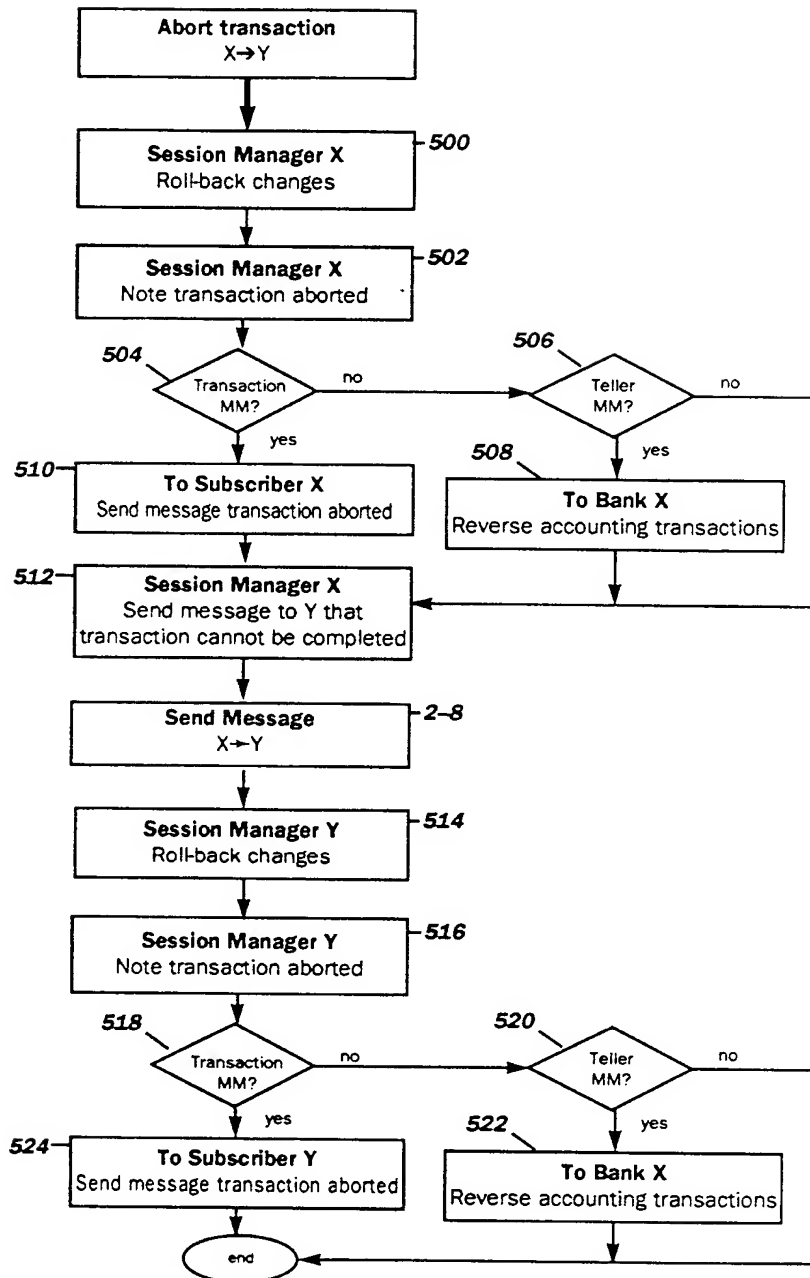 Abort transaction
X→Y
500
Session Manager X
Roll-back changes
502
Session Manager X
Note transaction aborted
504
Transaction
MM?
no
yes
506
Teller
MM?
no
yes
510
To Subscriber X
Send message transaction aborted
508
To Bank X
Reverse accounting transactions
512
Session Manager X
Send message to Y that
transaction cannot be completed
2-8
Send Message
X→Y
514
Session Manager Y
Roll-back changes
516
Session Manager Y
Note transaction aborted
518
Transaction
MM?
no
yes
520
Teller
MM?
no
yes
524
To Subscriber Y
Send message transaction aborted
522
To Bank X
Reverse accounting transactions
end